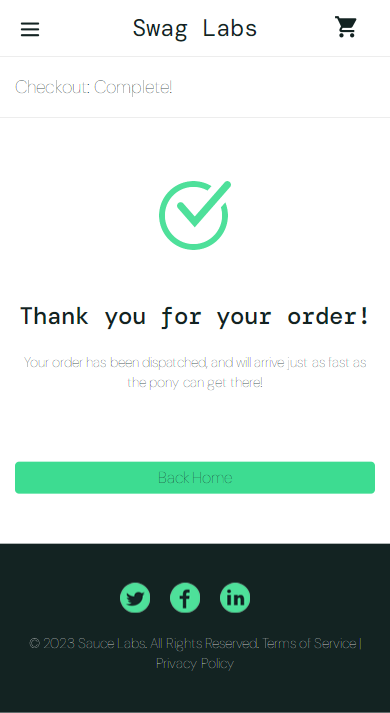 Swag Labs
Checkout: Complete!
Thank you for your order!
Your order has been dispatched, and will arrive just as fast as
the pony can get there!
Back Home
© 2023 Sauce Labs. All Rights Reserved. Terms of Service |
Privacy Policy